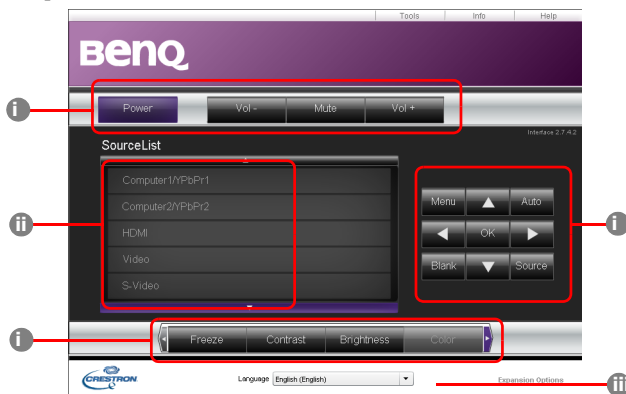 Tools Info Help
BenQ
i Power Vol - Mute Vol +
Interface 2.7.4.2
SourceList
Computer1/YPbPr1
Computer2/YPbPr2
ii HDMI
Video
S-Video
Menu Auto
OK i
Blank Source
i Freeze Contrast Brightness Color
CRESTRON Language English (English) Expansion Options iii